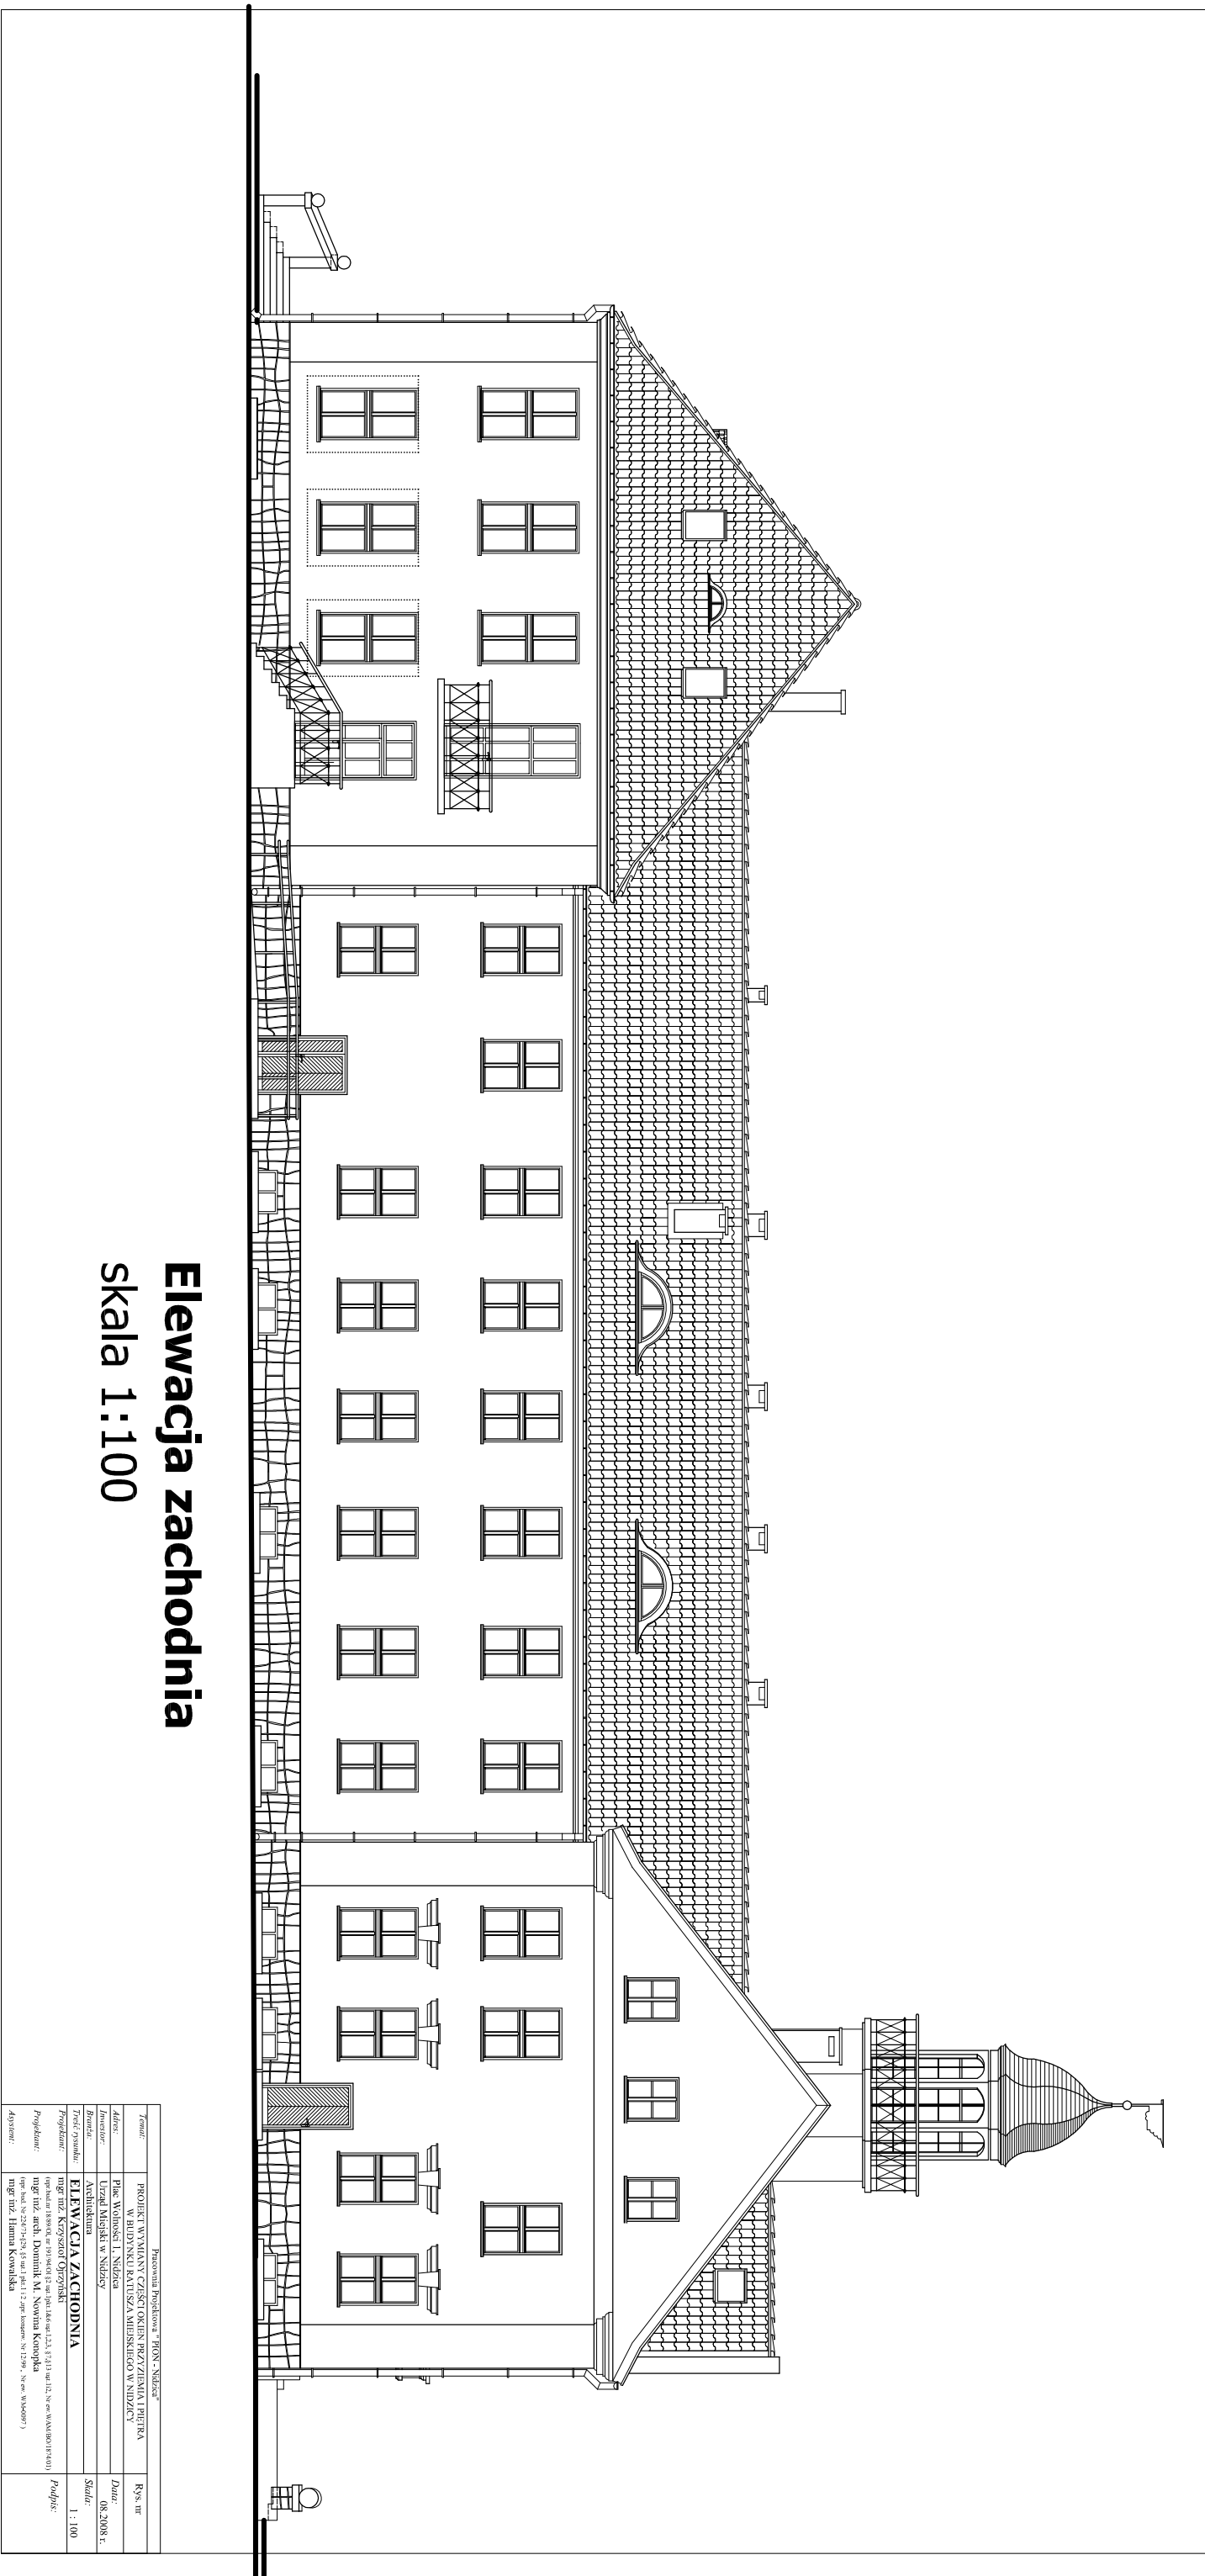 Elewacja zachodnia
skala 1:100
Pracownia Projektowa " PION - Nidzica"
Temat:
PROJEKT WYMIANY CZĘŚCI OKIEN PRZYZIEMIA I PIĘTRA
W BUDYNKU RATUSZA MIEJSKIEGO W NIDZICY
Rys. nr
Adres:
Plac Wolności 1, Nidzica
Data:
08.2008 r.
Inwestor:
Urząd Miejski w Nidzicy
Branża:
Architektura
Skala:
1 : 100
Treść rysunku:
ELEWACJA ZACHODNIA
Projektant:
mgr inż. Krzysztof Ojrzyński
Podpis:
Projektant:
mgr inż. arch. Dominik M. Nowina Konopka
Asystent:
mgr inż. Hanna Kowalska